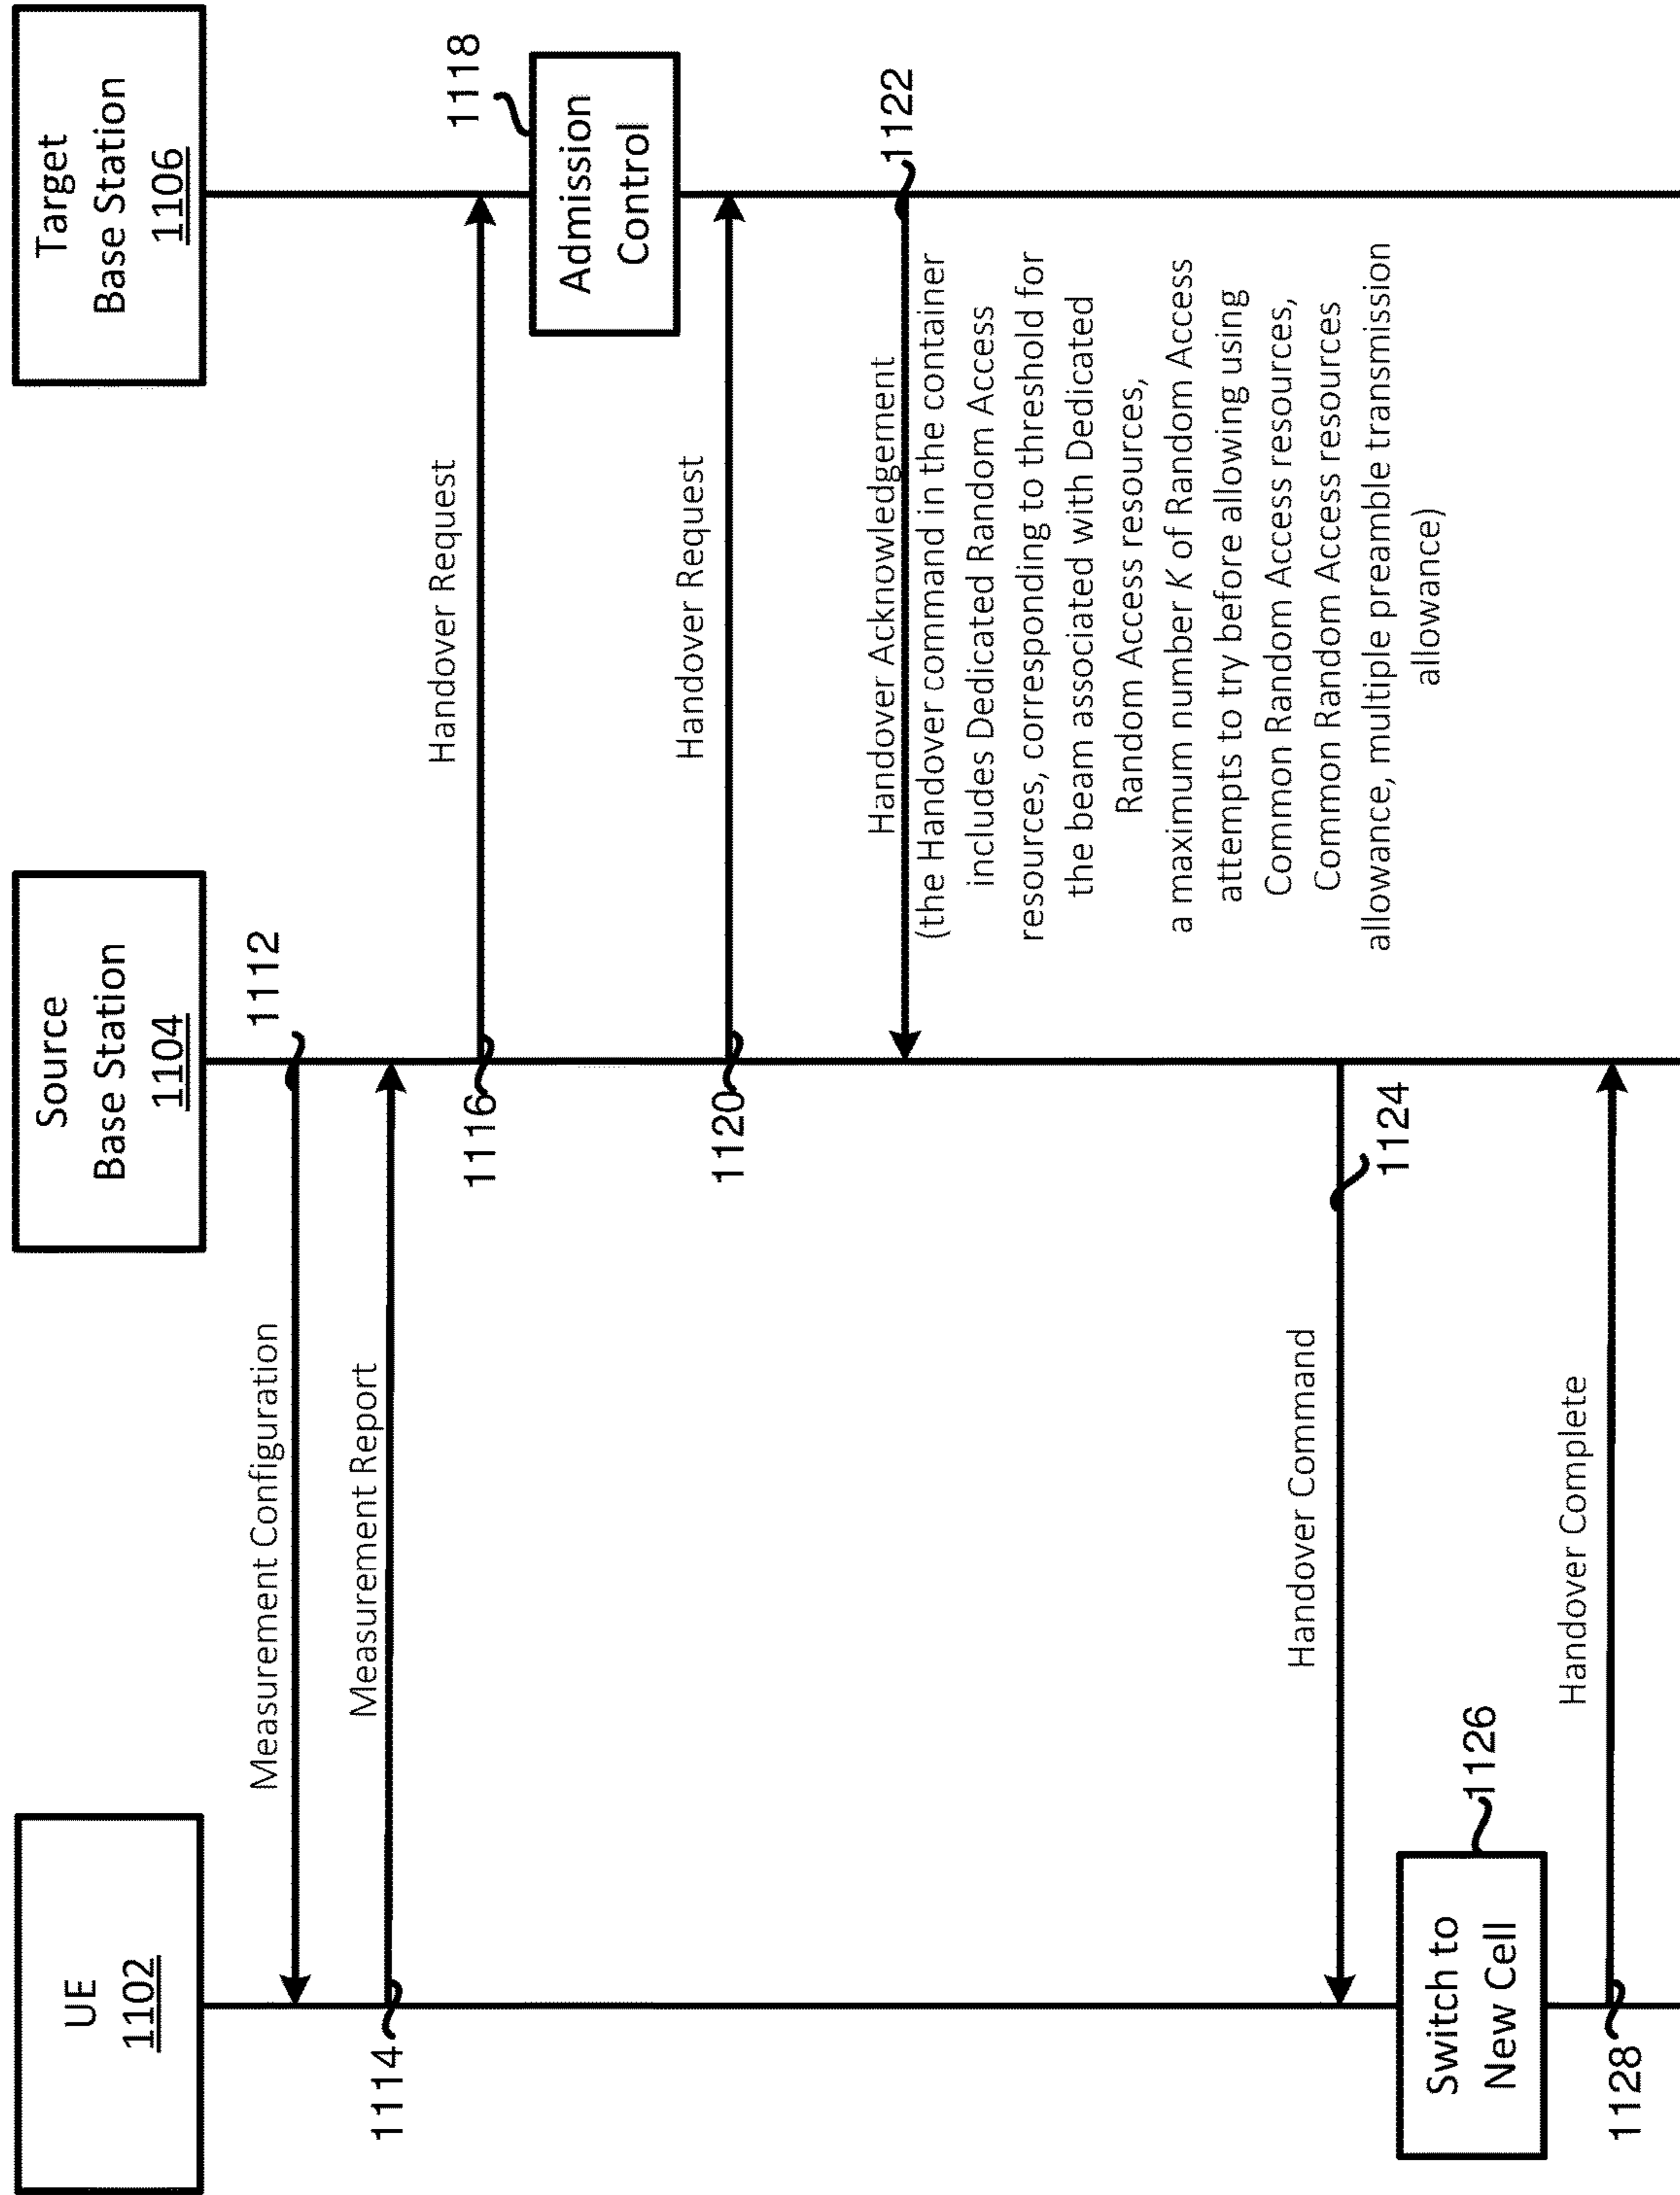 UE
1102
Source
Base Station
1104
Target
Base Station
1106
1112
Measurement Configuration
Measurement Report
1114
Handover Request
1116
1118
Admission
Control
Handover Request
1120
1122
Handover Acknowledgement
(the Handover command in the container
includes Dedicated Random Access
resources, corresponding to threshold for
the beam associated with Dedicated
Random Access resources,
a maximum number K of Random Access
attempts to try before allowing using
Common Random Access resources,
Common Random Access resources
allowance, multiple preamble transmission
allowance)
Handover Command
1124
Switch to
New Cell
1126
Handover Complete
1128